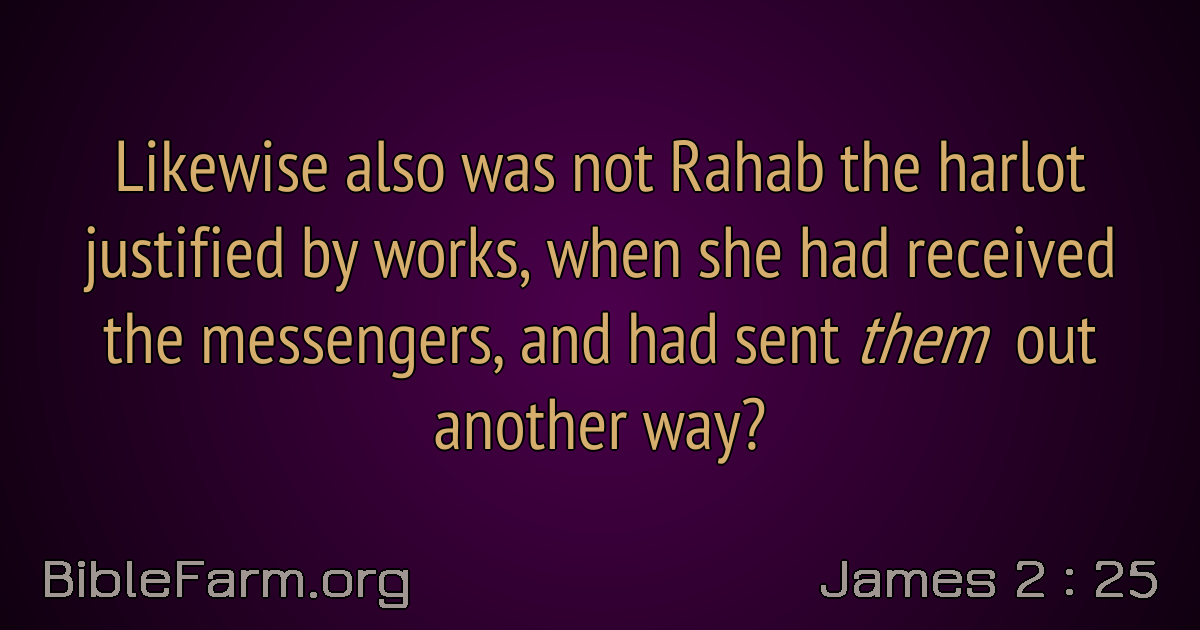 Likewise also was not Rahab the harlot
justified by works, when she had received
the messengers, and had sent them out
another way?
BibleFarm.org
James 2 : 25